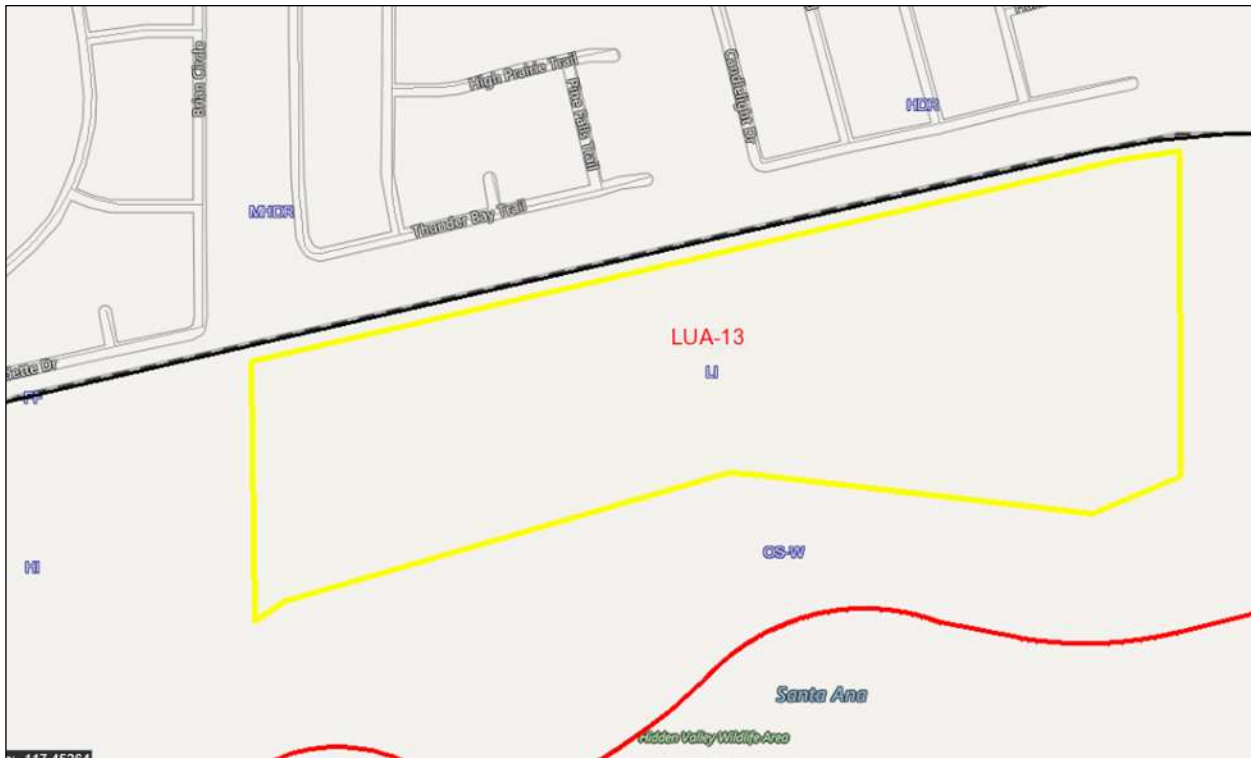 Brian Circle
High Prairie Trail
Pine Falls Trail
Candlelight Dr
HDR
MHDR
Thunder Bay Trail
LUA-13
LI
Dr
HI
OS-W
Santa Ana
Hidden Valley Wildlife Area